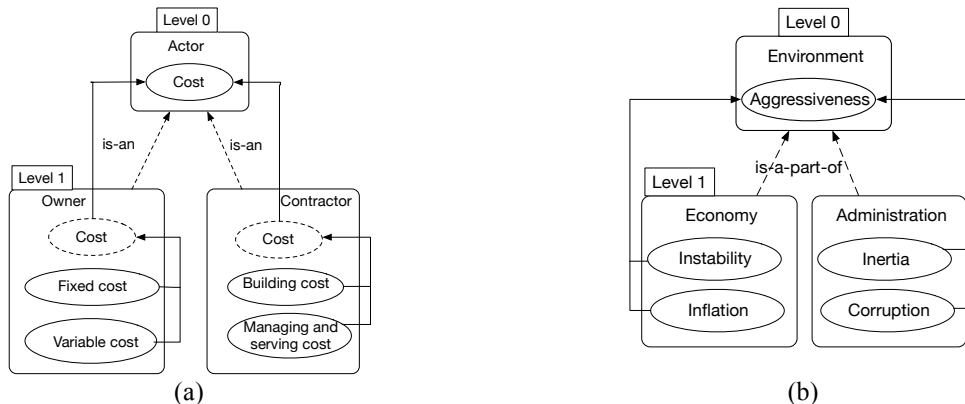 Level 0
Actor
Cost
is-an
is-an
Level 1
Owner
Cost
Fixed cost
Variable cost
Contractor
Cost
Building cost
Managing and
serving cost
(a)
Level 0
Environment
Aggressiveness
is-a-part-of
Level 1
Economy
Instability
Inflation
Administration
Inertia
Corruption
(b)